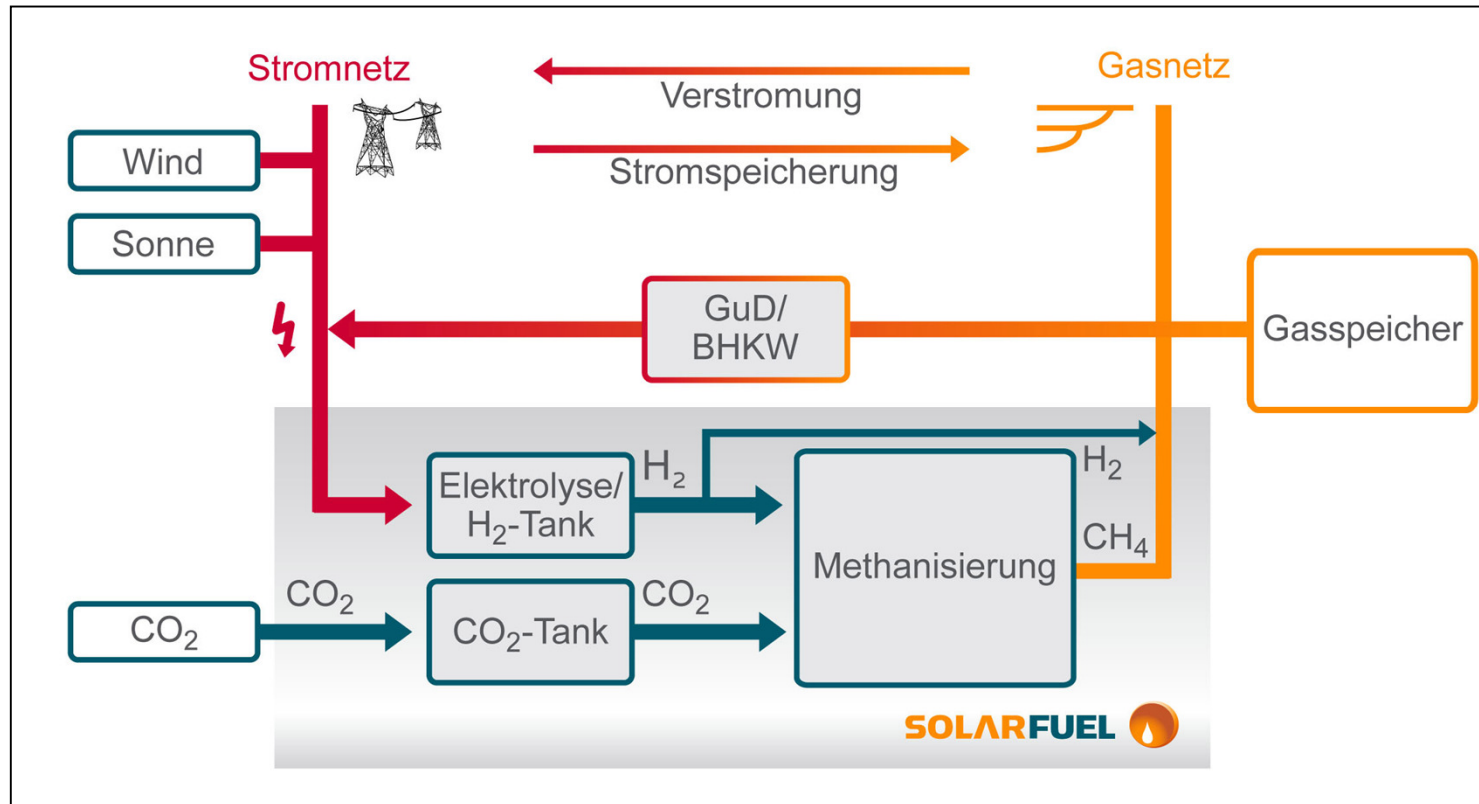 Stromnetz
Verstromung
Gasnetz
Wind
Stromspeicherung
Sonne
GuD/
BHKW
Gasspeicher
Elektrolyse/
H₂-Tank
H₂
H₂
Methanisierung
CH₄
CO₂
CO₂
CO₂-Tank
CO₂
SOLARFUEL